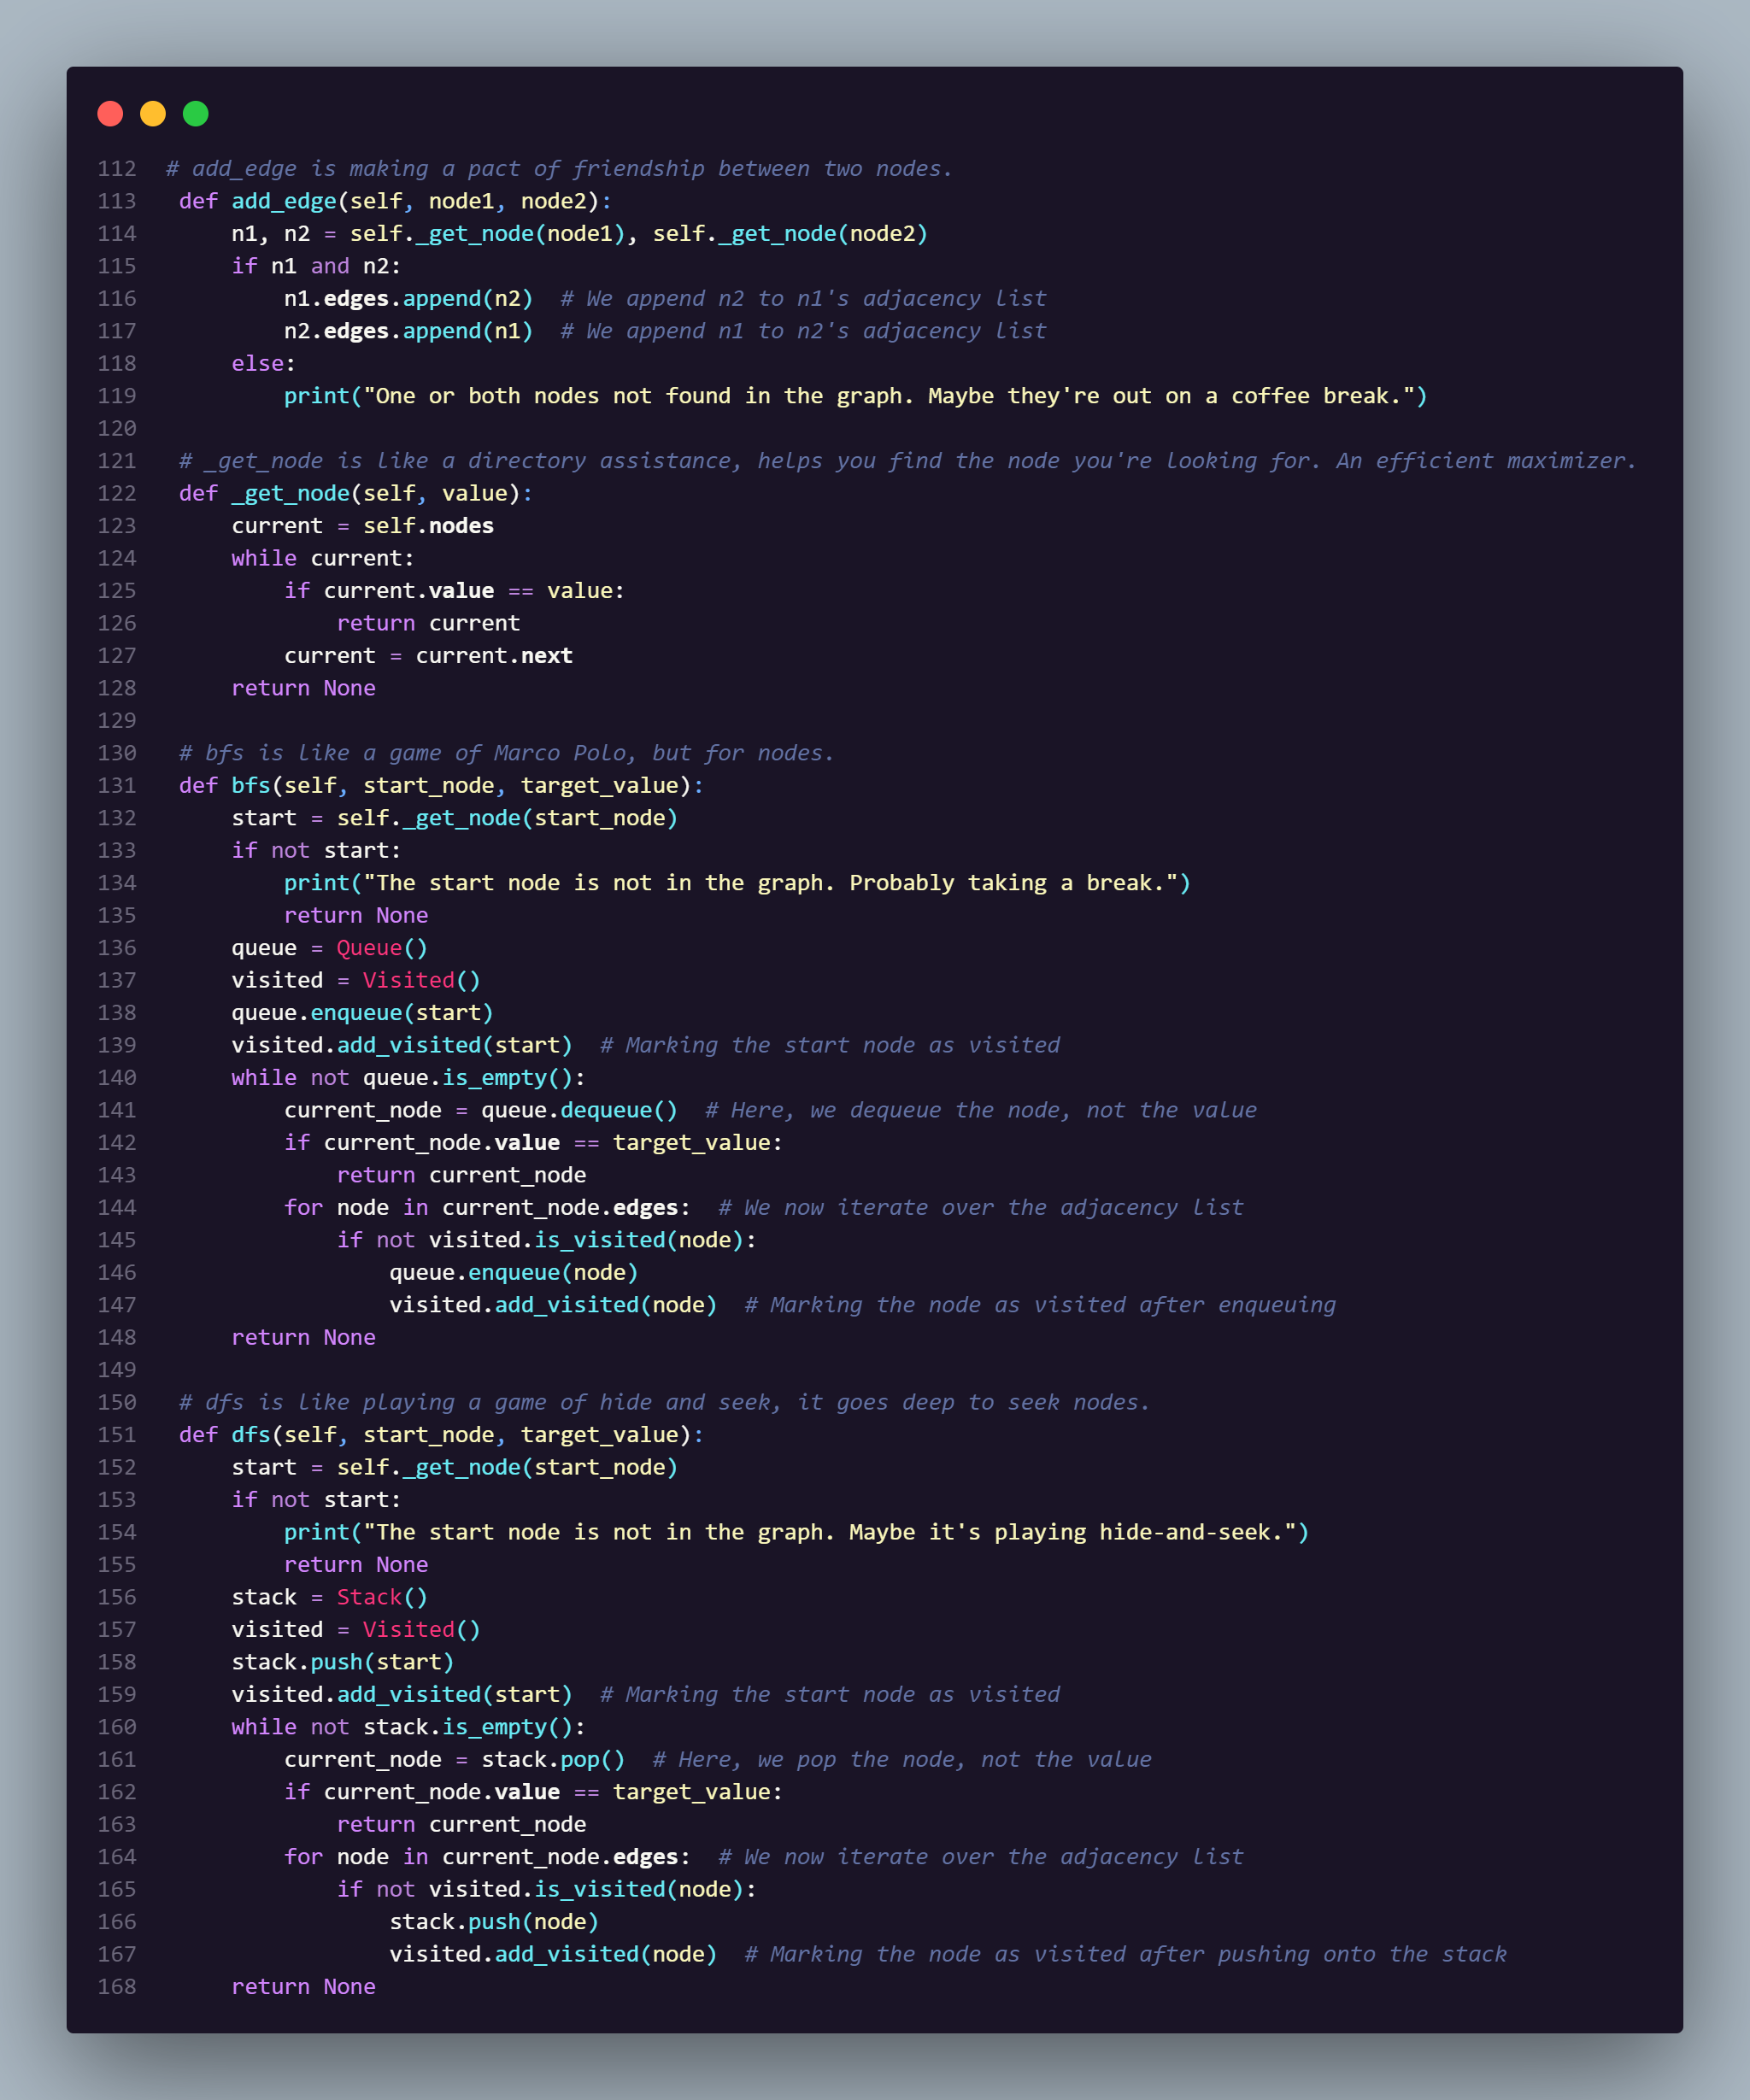 112 # add_edge is making a pact of friendship between two nodes.
113 def add_edge(self, node1, node2):
114 n1, n2 = self._get_node(node1), self._get_node(node2)
115 if n1 and n2:
116 n1.edges.append(n2) # We append n2 to n1's adjacency list
117 n2.edges.append(n1) # We append n1 to n2's adjacency list
118 else:
119 print("One or both nodes not found in the graph. Maybe they're out on a coffee break.")
120
121 # _get_node is like a directory assistance, helps you find the node you're looking for. An efficient maximizer.
122 def _get_node(self, value):
123 current = self.nodes
124 while current:
125 if current.value == value:
126 return current
127 current = current.next
128 return None
129
130 # bfs is like a game of Marco Polo, but for nodes.
131 def bfs(self, start_node, target_value):
132 start = self._get_node(start_node)
133 if not start:
134 print("The start node is not in the graph. Probably taking a break.")
135 return None
136 queue = Queue()
137 visited = Visited()
138 queue.enqueue(start)
139 visited.add_visited(start) # Marking the start node as visited
140 while not queue.is_empty():
141 current_node = queue.dequeue() # Here, we dequeue the node, not the value
142 if current_node.value == target_value:
143 return current_node
144 for node in current_node.edges: # We now iterate over the adjacency list
145 if not visited.is_visited(node):
146 queue.enqueue(node)
147 visited.add_visited(node) # Marking the node as visited after enqueuing
148 return None
149
150 # dfs is like playing a game of hide and seek, it goes deep to seek nodes.
151 def dfs(self, start_node, target_value):
152 start = self._get_node(start_node)
153 if not start:
154 print("The start node is not in the graph. Maybe it's playing hide-and-seek.")
155 return None
156 stack = Stack()
157 visited = Visited()
158 stack.push(start)
159 visited.add_visited(start) # Marking the start node as visited
160 while not stack.is_empty():
161 current_node = stack.pop() # Here, we pop the node, not the value
162 if current_node.value == target_value:
163 return current_node
164 for node in current_node.edges: # We now iterate over the adjacency list
165 if not visited.is_visited(node):
166 stack.push(node)
167 visited.add_visited(node) # Marking the node as visited after pushing onto the stack
168 return None